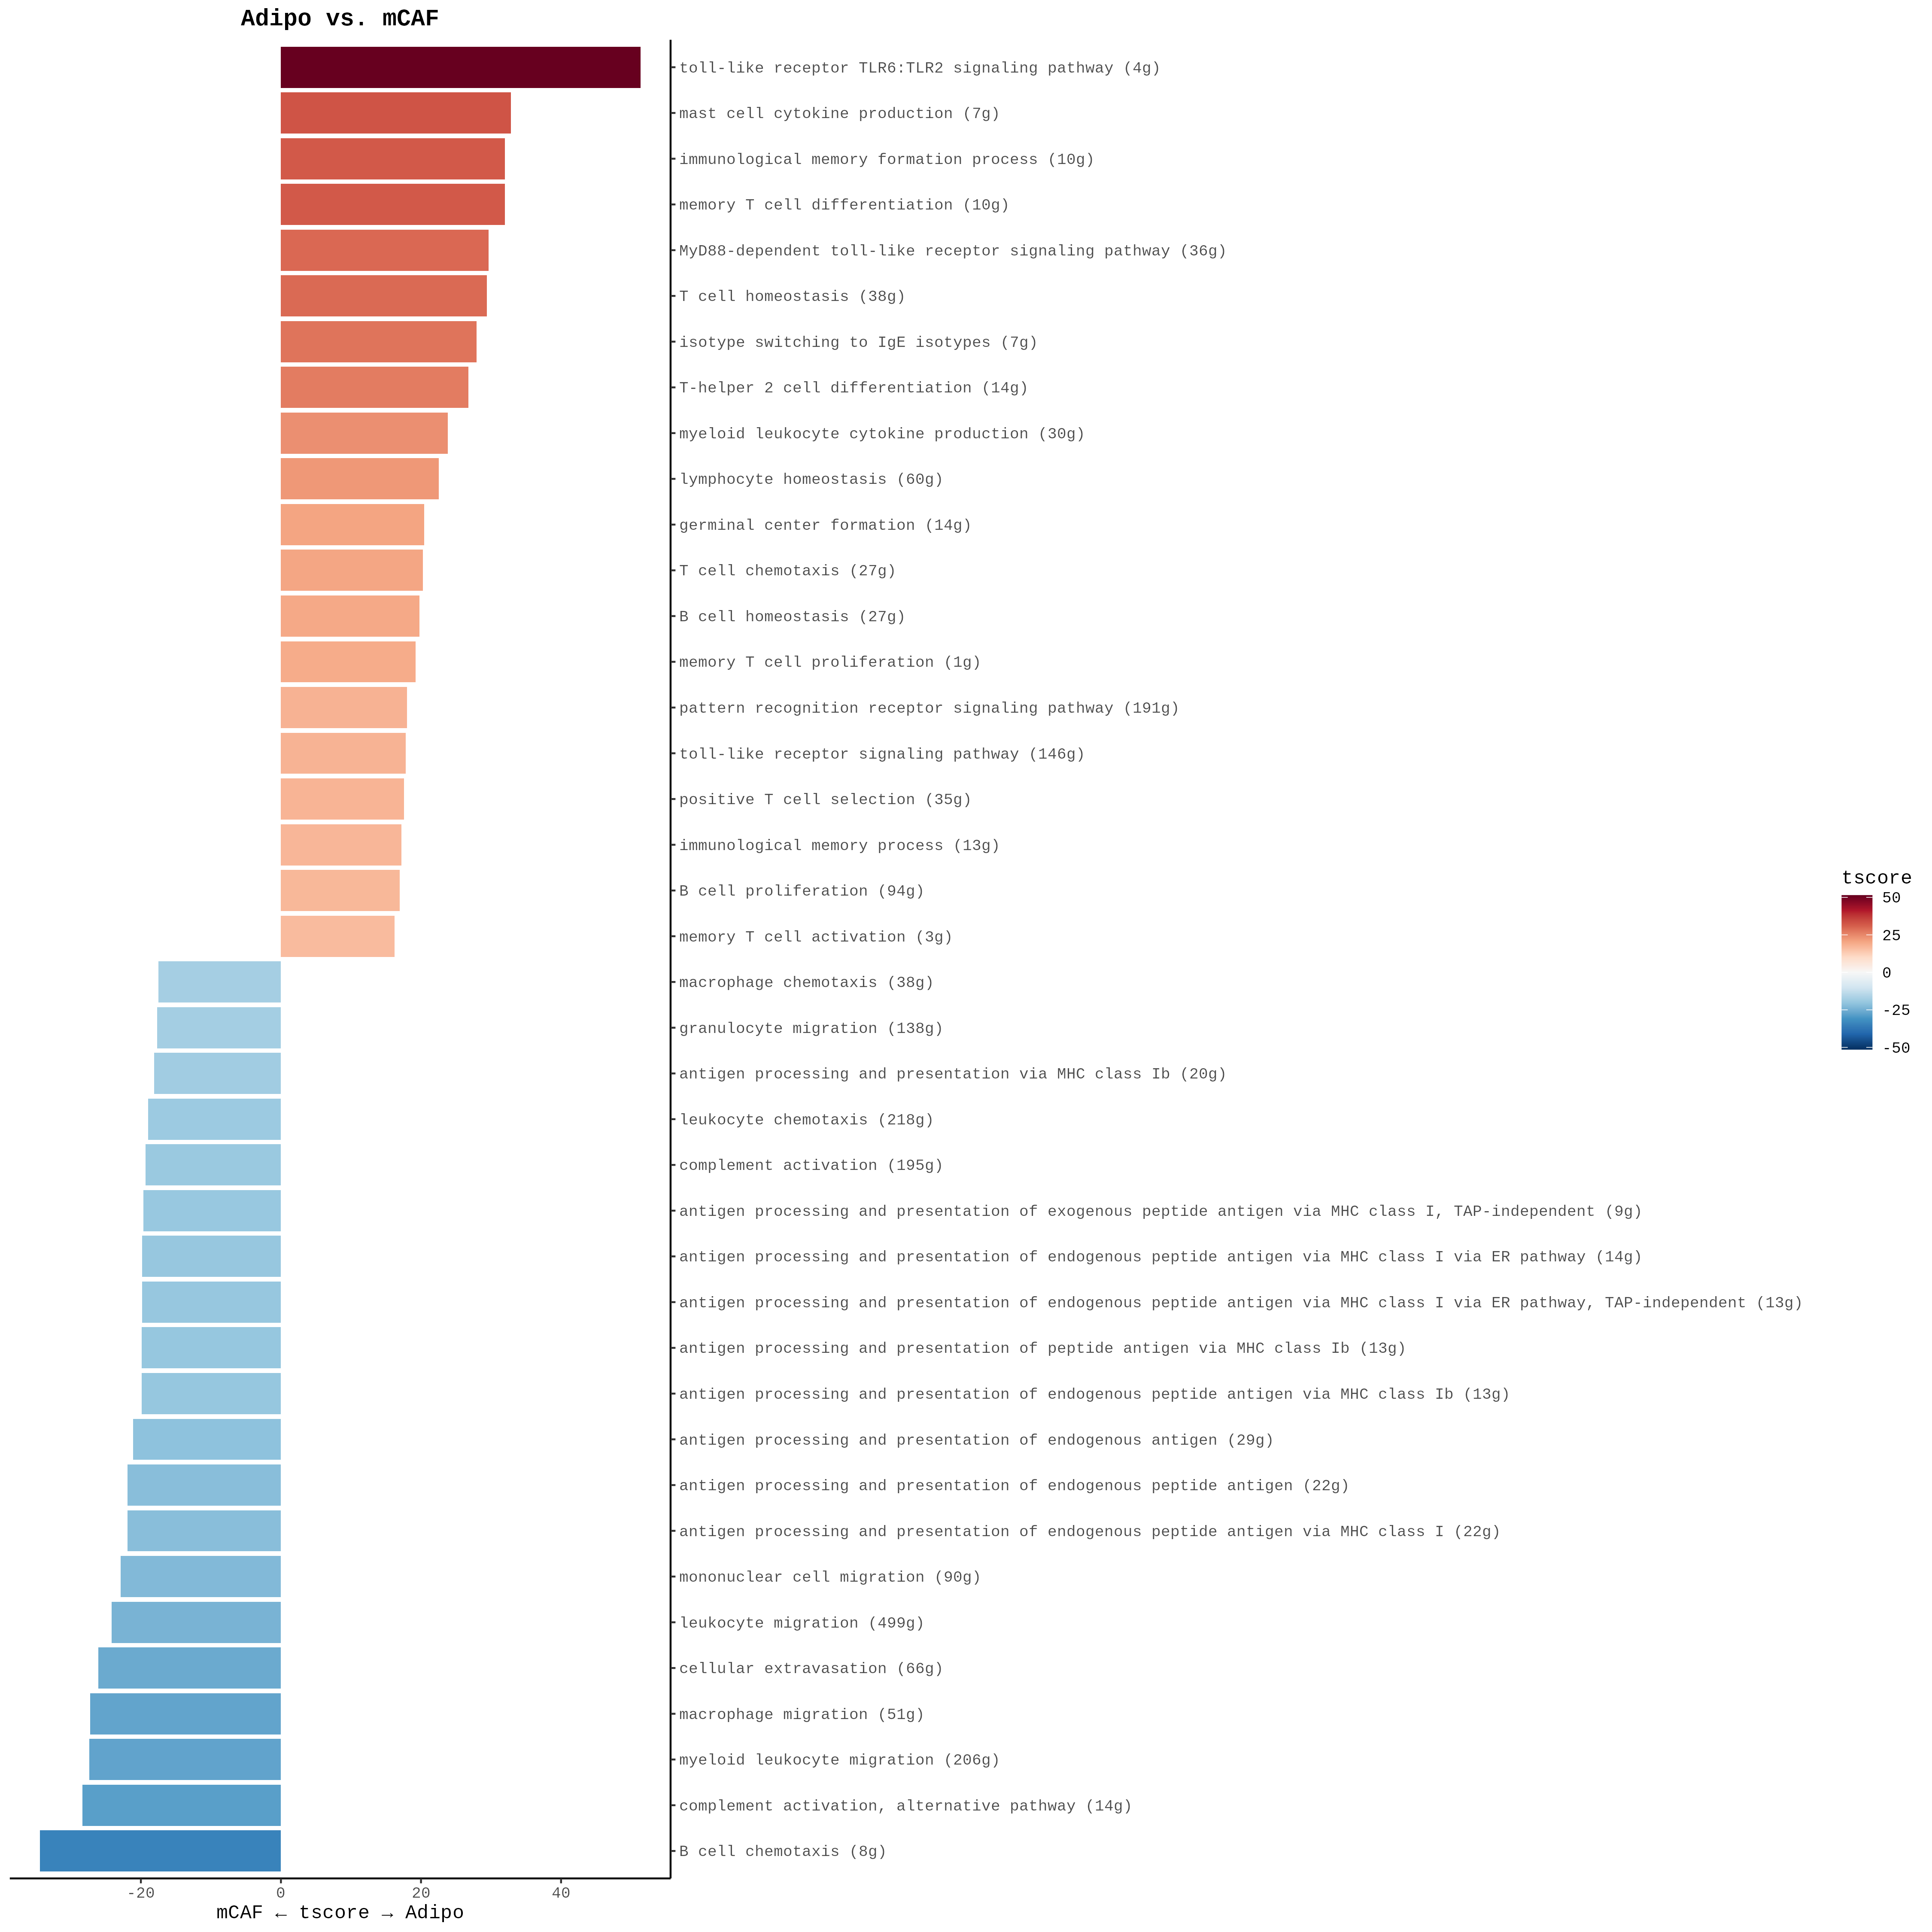 Adipo vs. mCAF
toll-like receptor TLR6:TLR2 signaling pathway (4g)
mast cell cytokine production (7g)
immunological memory formation process (10g)
memory T cell differentiation (10g)
MyD88-dependent toll-like receptor signaling pathway (36g)
T cell homeostasis (38g)
isotype switching to IgE isotypes (7g)
T-helper 2 cell differentiation (14g)
myeloid leukocyte cytokine production (30g)
lymphocyte homeostasis (60g)
germinal center formation (14g)
T cell chemotaxis (27g)
B cell homeostasis (27g)
memory T cell proliferation (1g)
pattern recognition receptor signaling pathway (191g)
toll-like receptor signaling pathway (146g)
positive T cell selection (35g)
immunological memory process (13g)
B cell proliferation (94g)
memory T cell activation (3g)
macrophage chemotaxis (38g)
granulocyte migration (138g)
antigen processing and presentation via MHC class Ib (20g)
leukocyte chemotaxis (218g)
complement activation (195g)
antigen processing and presentation of exogenous peptide antigen via MHC class I, TAP-independent (9g)
antigen processing and presentation of endogenous peptide antigen via MHC class I via ER pathway (14g)
antigen processing and presentation of endogenous peptide antigen via MHC class I via ER pathway, TAP-independent (13g)
antigen processing and presentation of peptide antigen via MHC class Ib (13g)
antigen processing and presentation of endogenous peptide antigen via MHC class Ib (13g)
antigen processing and presentation of endogenous antigen (29g)
antigen processing and presentation of endogenous peptide antigen (22g)
antigen processing and presentation of endogenous peptide antigen via MHC class I (22g)
mononuclear cell migration (90g)
leukocyte migration (499g)
cellular extravasation (66g)
macrophage migration (51g)
myeloid leukocyte migration (206g)
complement activation, alternative pathway (14g)
B cell chemotaxis (8g)
-20 0 20 40
mCAF ← tscore → Adipo
tscore
50
25
0
-25
-50